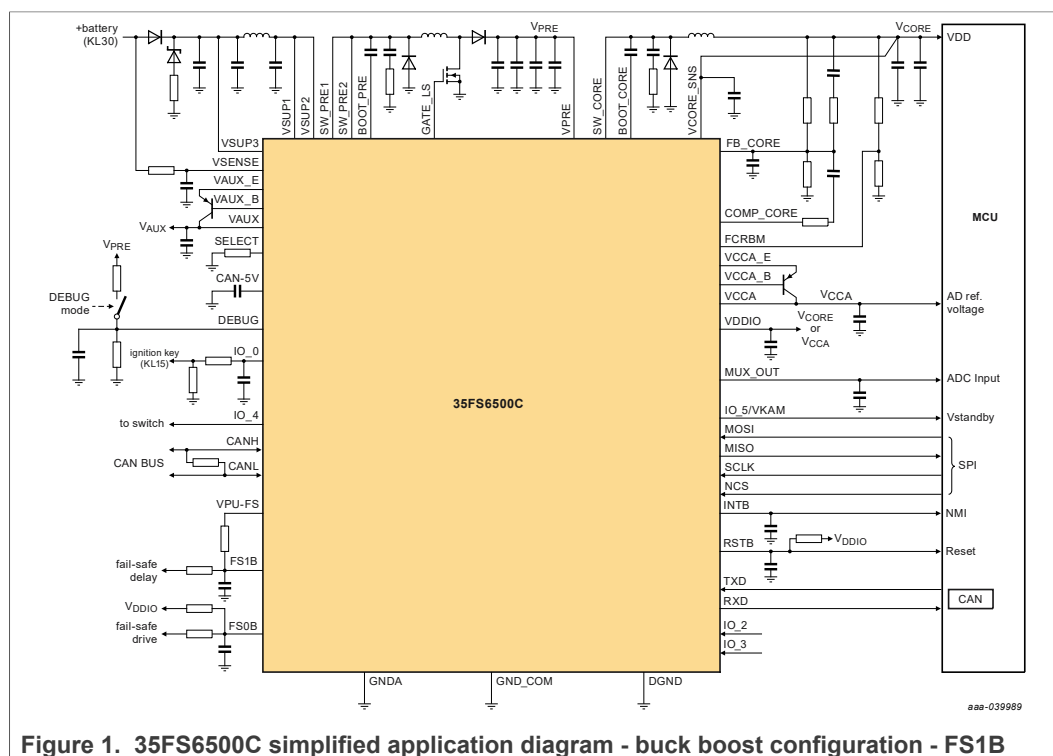 +battery
(KL30)
VPRE
VCORE
VDD
VSUP1
VSUP2
SW_PRE1
SW_PRE2
BOOT_PRE
GATE_LS
VPRE
SW_CORE
BOOT_CORE
VCORE_SNS
VSUP3
VSENSE
VAUX_E
VAUX_B
VAUX
VAUX
SELECT
VPRE
CAN-5V
DEBUG
mode
DEBUG
ignition key
(KL15)
IO_0
IO_4
to switch
CANH
CAN BUS
CANL
VPU-FS
FS1B
fail-safe
delay
VDDIO
FS0B
fail-safe
drive
35FS6500C
FB_CORE
COMP_CORE
FCRBM
VCCA_E
VCCA_B
VCCA
VCCA
VDDIO
VCORE
or
VCCA
MUX_OUT
IO_5/VKAM
MOSI
MISO
SCLK
NCS
INTB
RSTB
VDDIO
TXD
RXD
IO_2
IO_3
MCU
AD ref.
voltage
ADC Input
Vstandby
SPI
NMI
Reset
CAN
GNDA
GND_COM
DGND
aaa-039989
Figure 1. 35FS6500C simplified application diagram - buck boost configuration - FS1B